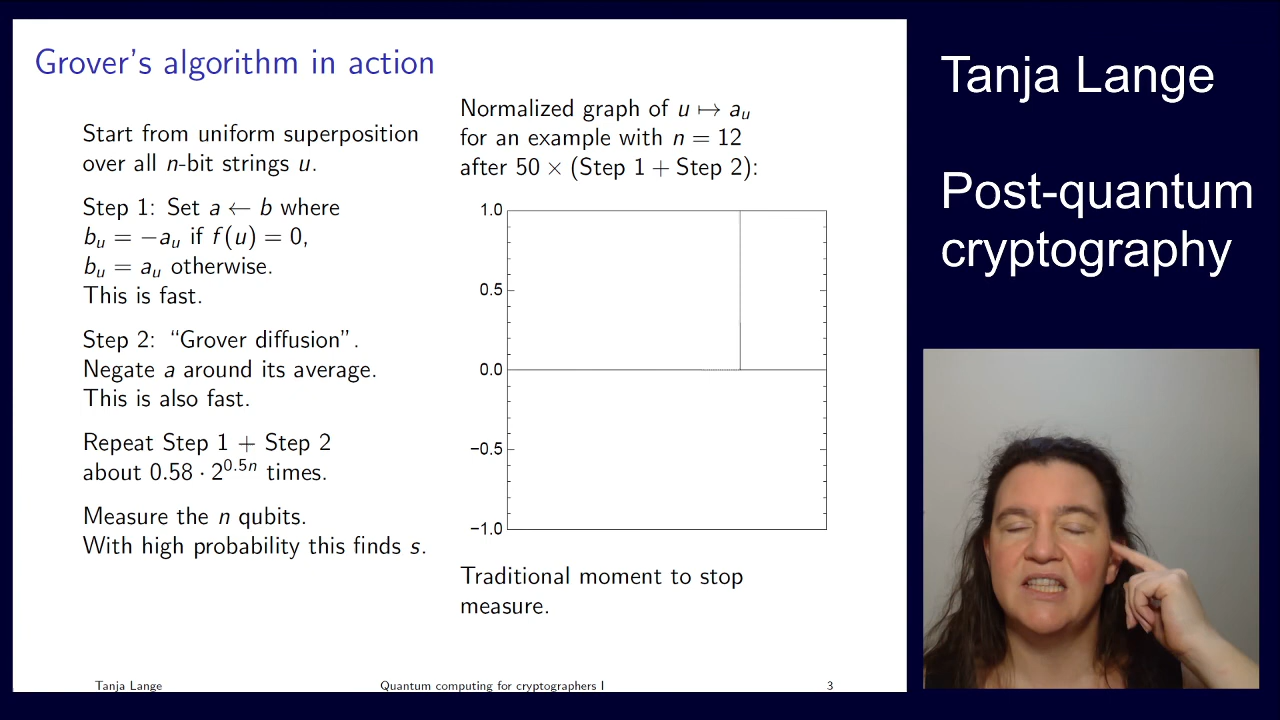 Grover's algorithm in action
Start from uniform superposition
over all n-bit strings u.
Step 1: Set a ← b where
b_u = −a_u if f(u) = 0,
b_u = a_u otherwise.
This is fast.
Step 2: “Grover diffusion”.
Negate a around its average.
This is also fast.
Repeat Step 1 + Step 2
about 0.58 · 2^{0.5n} times.
Measure the n qubits.
With high probability this finds s.
Normalized graph of u ↦ a_u
for an example with n = 12
after 50 × (Step 1 + Step 2):
1.0
0.5
0.0
−0.5
−1.0
Traditional moment to stop
measure.
Tanja Lange
Quantum computing for cryptographers I
3
Tanja Lange
Post-quantum
cryptography